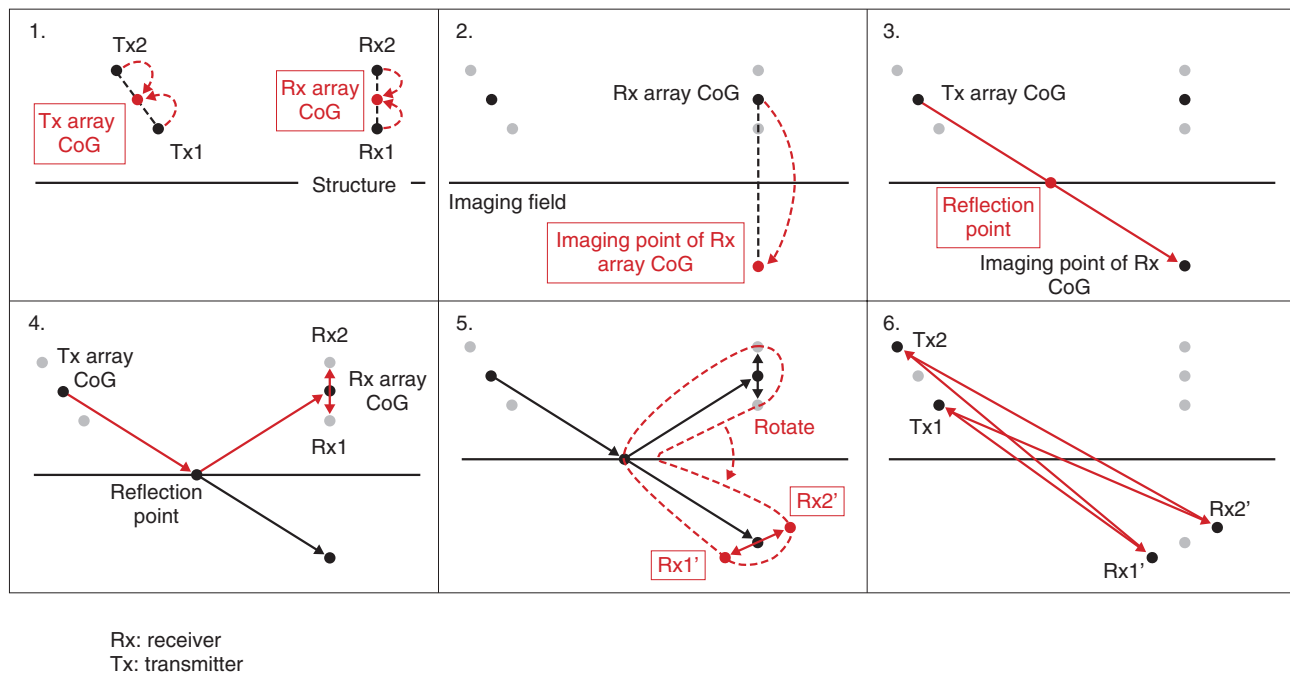 1.
Tx2
Rx2
Tx array
CoG
Rx array
CoG
Tx1
Rx1
Structure
2.
Rx array CoG
Imaging field
Imaging point of Rx
array CoG
3.
Tx array CoG
Reflection
point
Imaging point of Rx
CoG
4.
Rx2
Tx array
CoG
Rx array
CoG
Rx1
Reflection
point
5.
Rotate
Rx2’
Rx1’
6.
Tx2
Tx1
Rx2’
Rx1’
Rx: receiver
Tx: transmitter